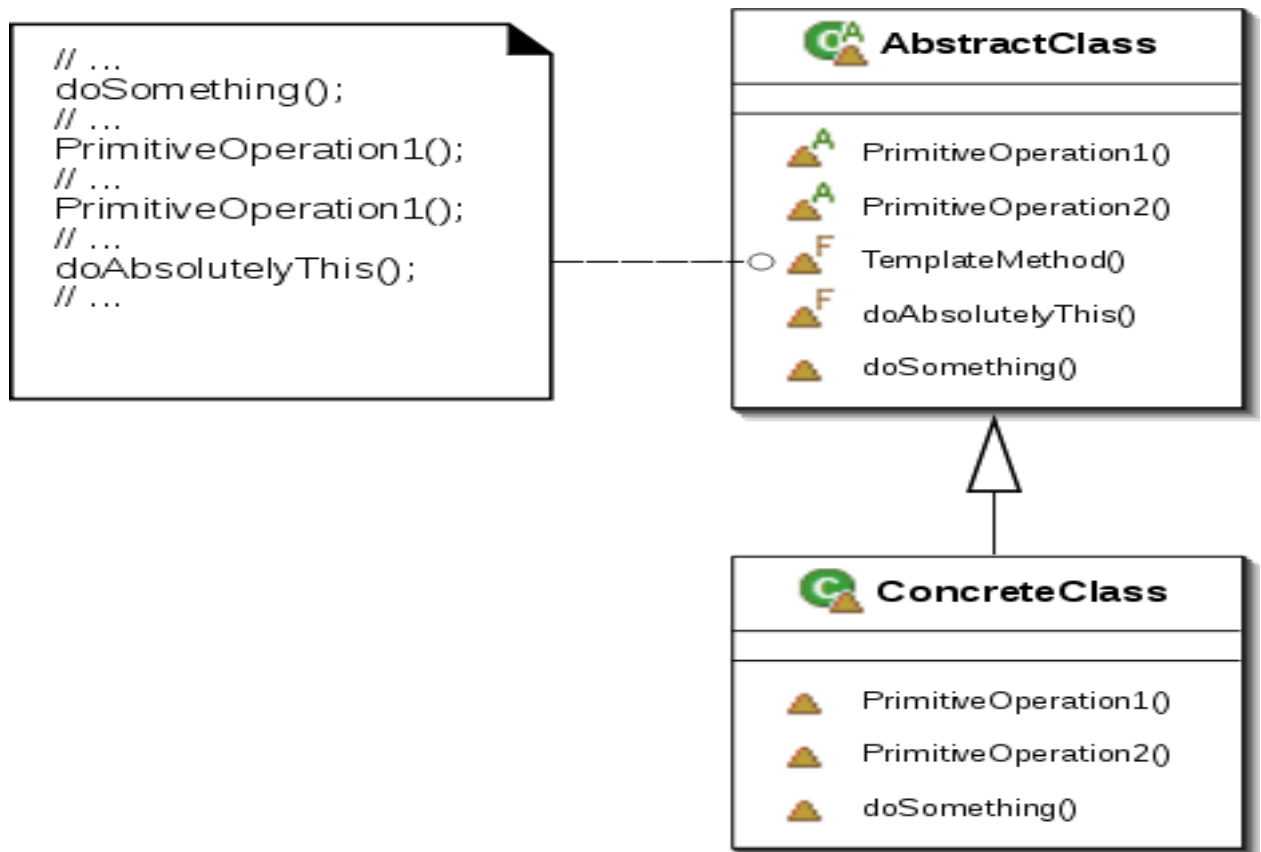 // ...
doSomething();
// ...
PrimitiveOperation1();
// ...
PrimitiveOperation1();
// ...
doAbsolutelyThis();
// ...
C A AbstractClass
A PrimitiveOperation1()
A PrimitiveOperation2()
F TemplateMethod()
F doAbsolutelyThis()
doSomething()
C ConcreteClass
PrimitiveOperation1()
PrimitiveOperation2()
doSomething()